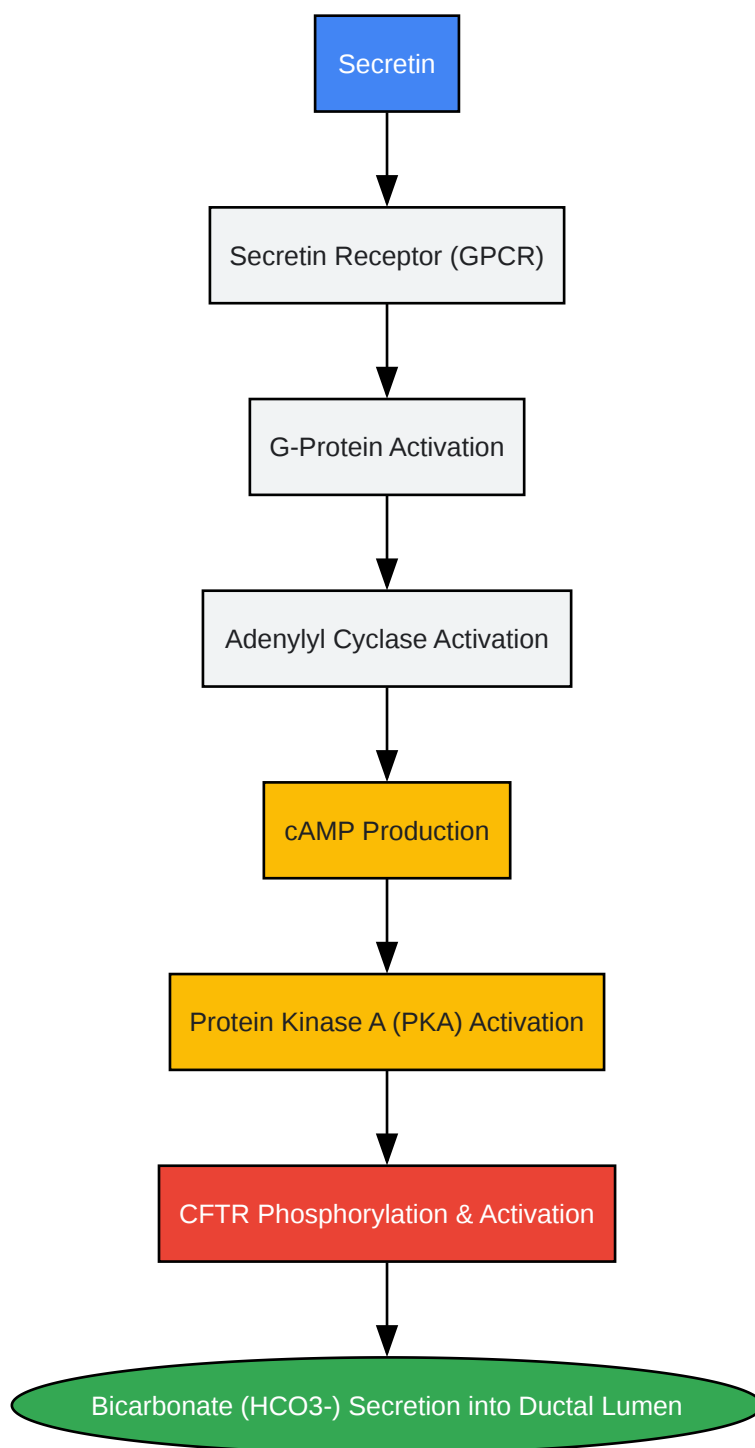 Secretin
Secretin Receptor (GPCR)
G-Protein Activation
Adenylyl Cyclase Activation
cAMP Production
Protein Kinase A (PKA) Activation
CFTR Phosphorylation & Activation
Bicarbonate (HCO3-) Secretion into Ductal Lumen